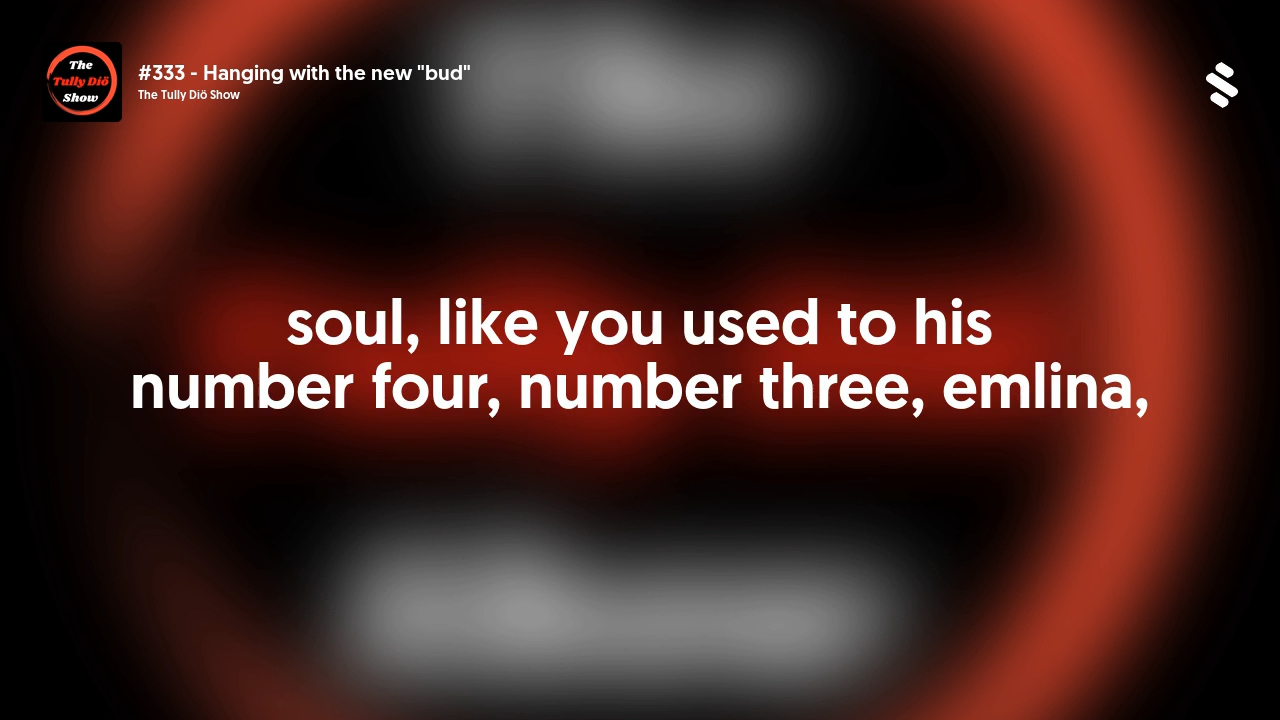 The
Tully Diö
Show
#333 - Hanging with the new "bud"
The Tully Diö Show
soul, like you used to his
number four, number three, emlina,